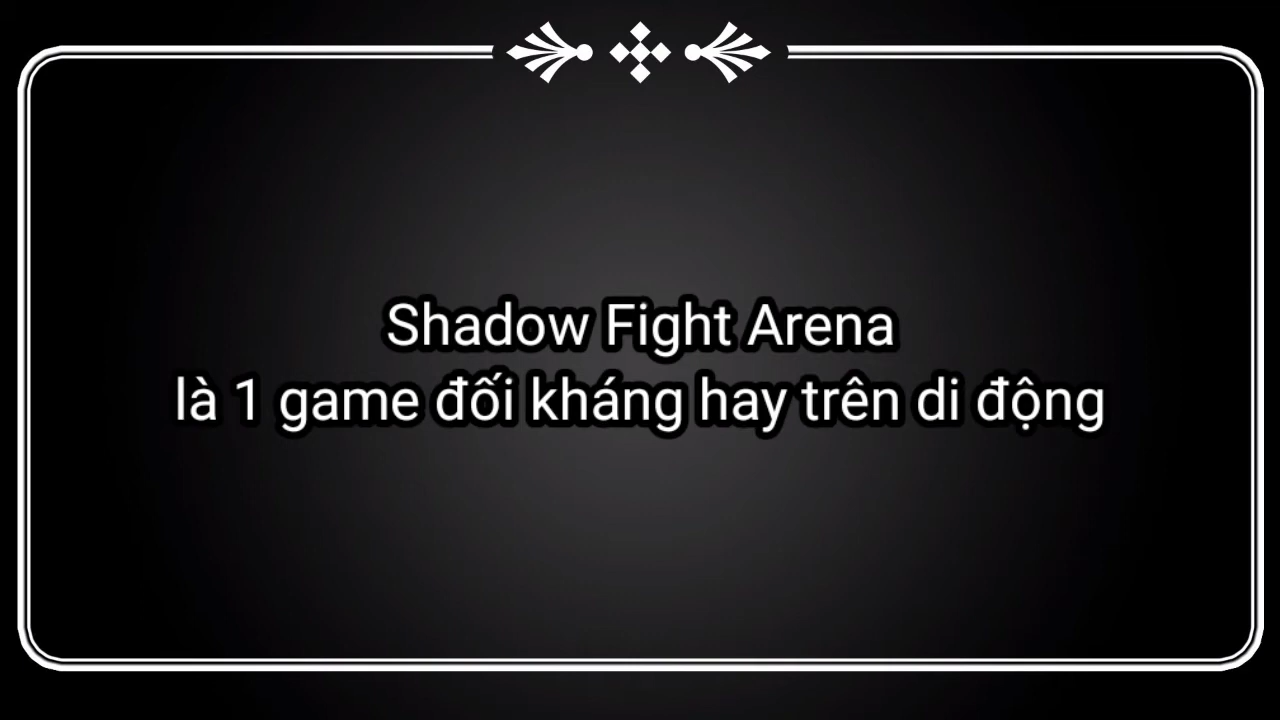 Shadow Fight Arena
là 1 game đối kháng hay trên di động